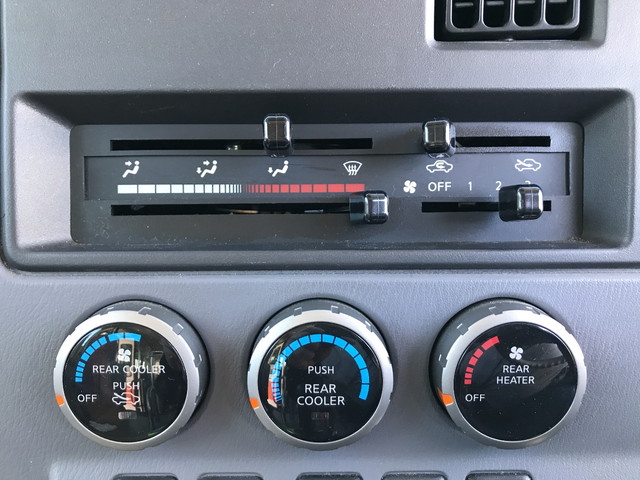 OFF 1 2
REAR COOLER
PUSH
OFF
PUSH
REAR
COOLER
REAR
HEATER
OFF